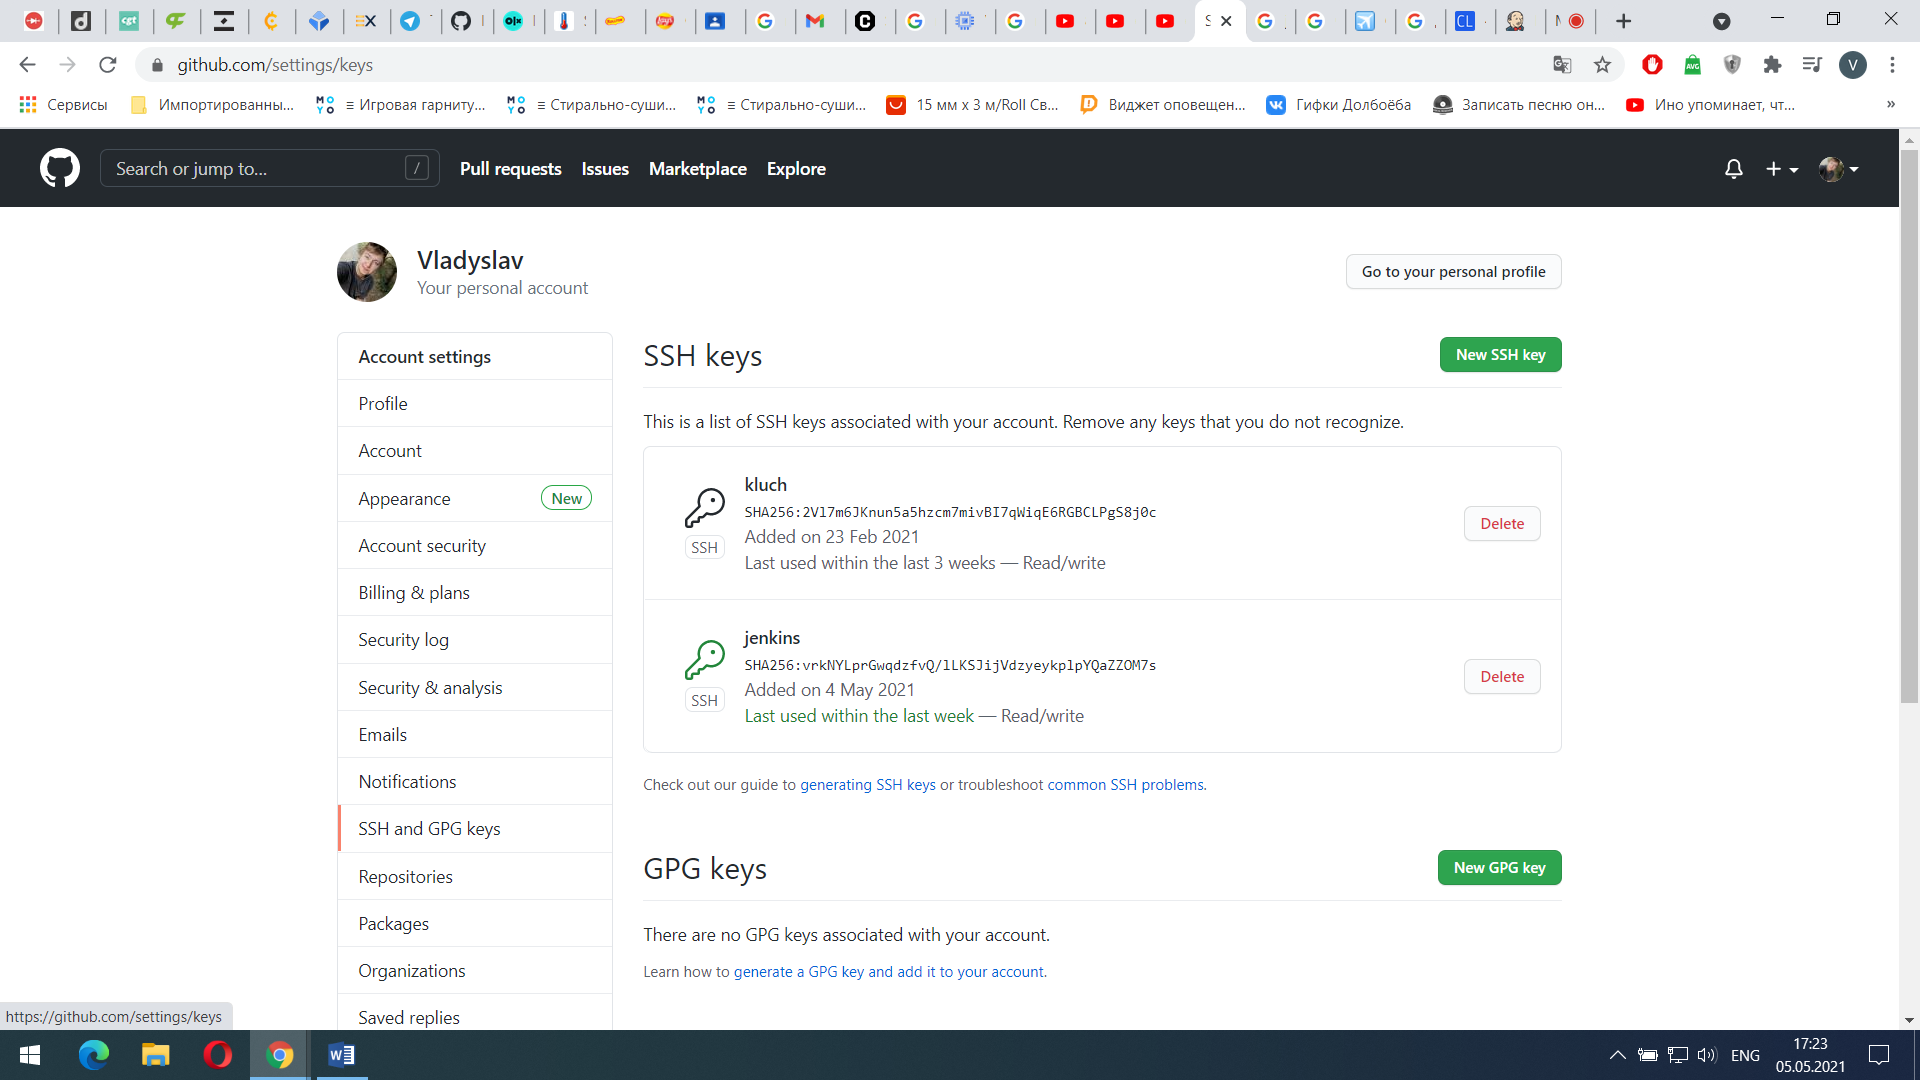 github.com/settings/keys
V
Сервисы
Импортированны...
≡ Игровая гарниту...
≡ Стирально-суши...
≡ Стирально-суши...
15 мм x 3 м/Roll Св...
Виджет оповещен...
Гифки Долбоёба
Записать песню он...
Ино упоминает, чт...
»
Search or jump to...
/
Pull requests
Issues
Marketplace
Explore
Vladyslav
Your personal account
Go to your personal profile
Account settings
Profile
Account
Appearance
New
Account security
Billing & plans
Security log
Security & analysis
Emails
Notifications
SSH and GPG keys
Repositories
Packages
Organizations
Saved replies
SSH keys
New SSH key
This is a list of SSH keys associated with your account. Remove any keys that you do not recognize.
kluch
SHA256:2Vl7m6JKnun5a5hzcm7mivBI7qWiqE6RGBCLPgS8j0c
Added on 23 Feb 2021
Last used within the last 3 weeks — Read/write
SSH
Delete
jenkins
SHA256:vrkNYLprGwqdzfvQ/lLKSJijVdzyeykplpYQaZZOM7s
Added on 4 May 2021
Last used within the last week — Read/write
SSH
Delete
Check out our guide to generating SSH keys or troubleshoot common SSH problems.
GPG keys
New GPG key
There are no GPG keys associated with your account.
Learn how to generate a GPG key and add it to your account.
https://github.com/settings/keys
ENG
17:23
05.05.2021